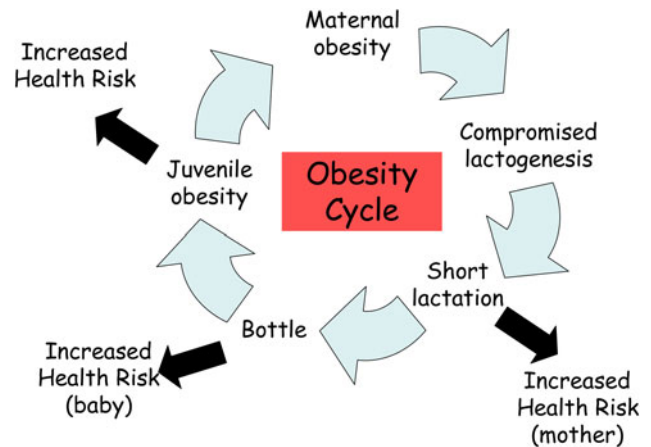 Maternal
obesity
Increased
Health Risk
Compromised
lactogenesis
Juvenile
obesity
Obesity
Cycle
Short
lactation
Bottle
Increased
Health Risk
(baby)
Increased
Health Risk
(mother)